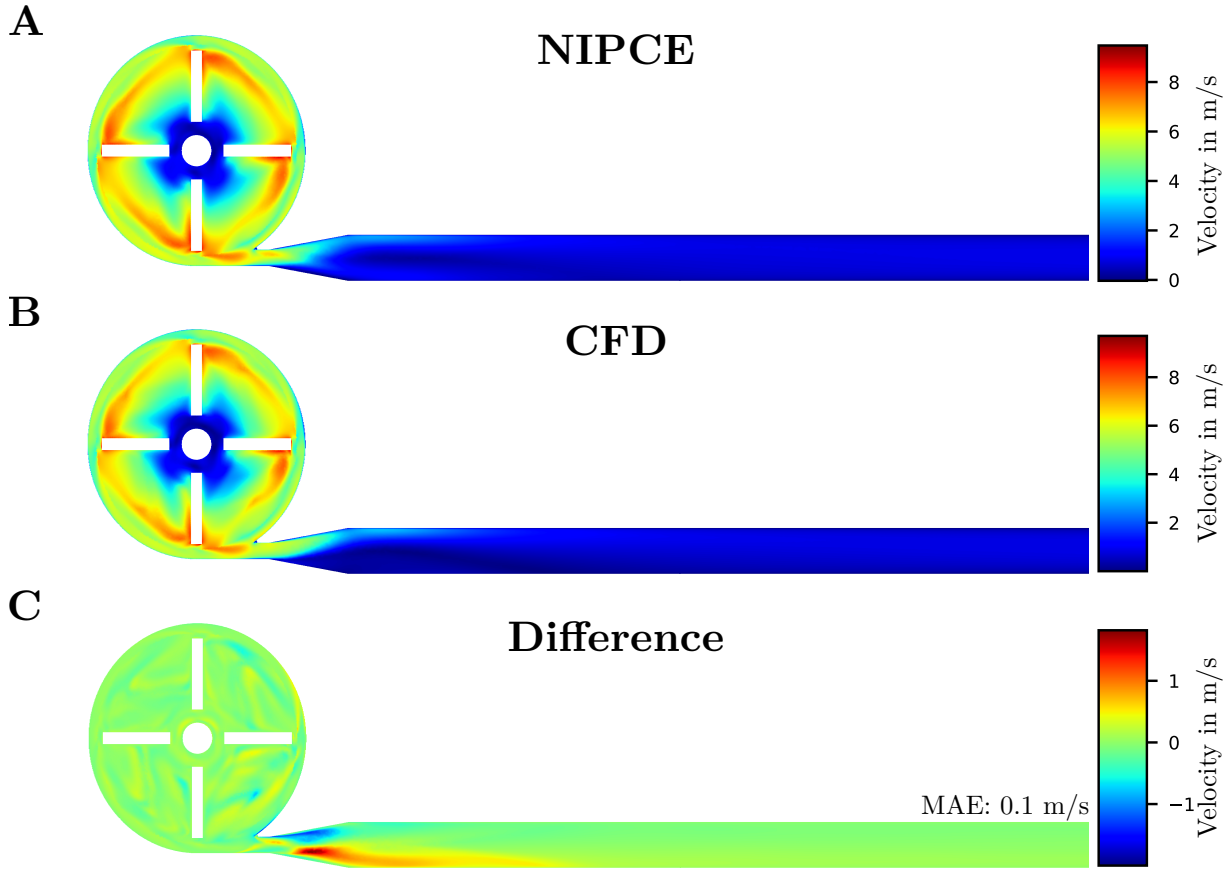 A
NIPCE
8
6
4
2
0
Velocity in m/s
B
CFD
8
6
4
2
Velocity in m/s
C
Difference
1
0
−1
Velocity in m/s
MAE: 0.1 m/s